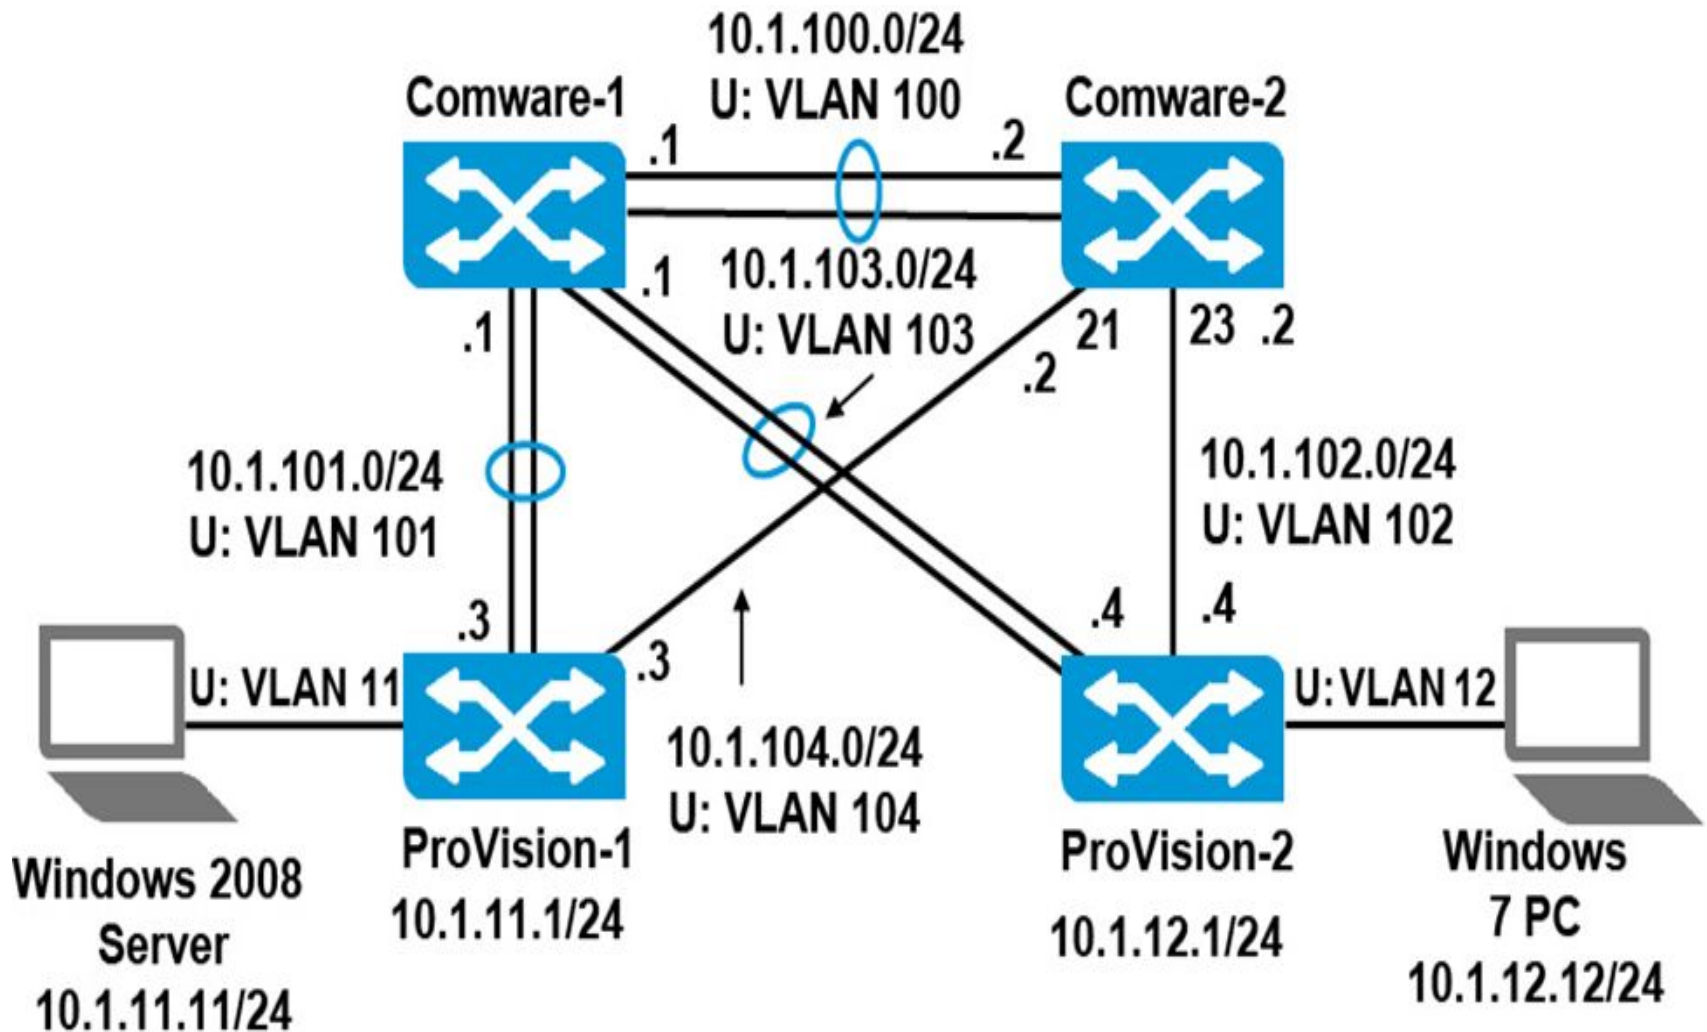 10.1.100.0/24
U: VLAN 100
Comware-1
Comware-2
.1
.2
10.1.103.0/24
U: VLAN 103
.1
.1
21
23
.2
.2
10.1.101.0/24
U: VLAN 101
10.1.102.0/24
U: VLAN 102
.3
.3
.4
.4
U: VLAN 11
U: VLAN 12
10.1.104.0/24
U: VLAN 104
ProVision-1
10.1.11.1/24
ProVision-2
10.1.12.1/24
Windows 2008
Server
10.1.11.11/24
Windows
7 PC
10.1.12.12/24